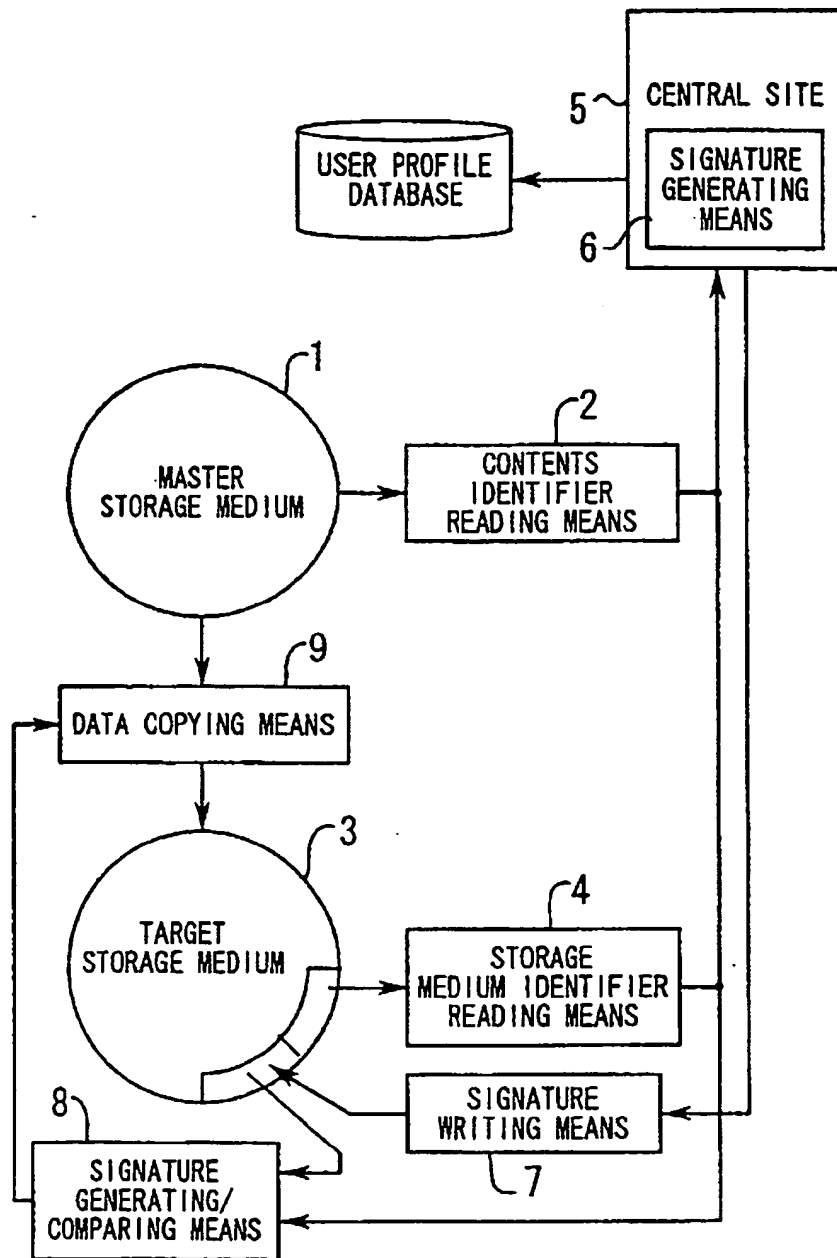 5
CENTRAL SITE
USER PROFILE
DATABASE
SIGNATURE
GENERATING
MEANS
6
1
MASTER
STORAGE MEDIUM
2
CONTENTS
IDENTIFIER
READING MEANS
9
DATA COPYING MEANS
3
TARGET
STORAGE MEDIUM
4
STORAGE
MEDIUM IDENTIFIER
READING MEANS
SIGNATURE
WRITING MEANS
7
8
SIGNATURE
GENERATING/
COMPARING MEANS